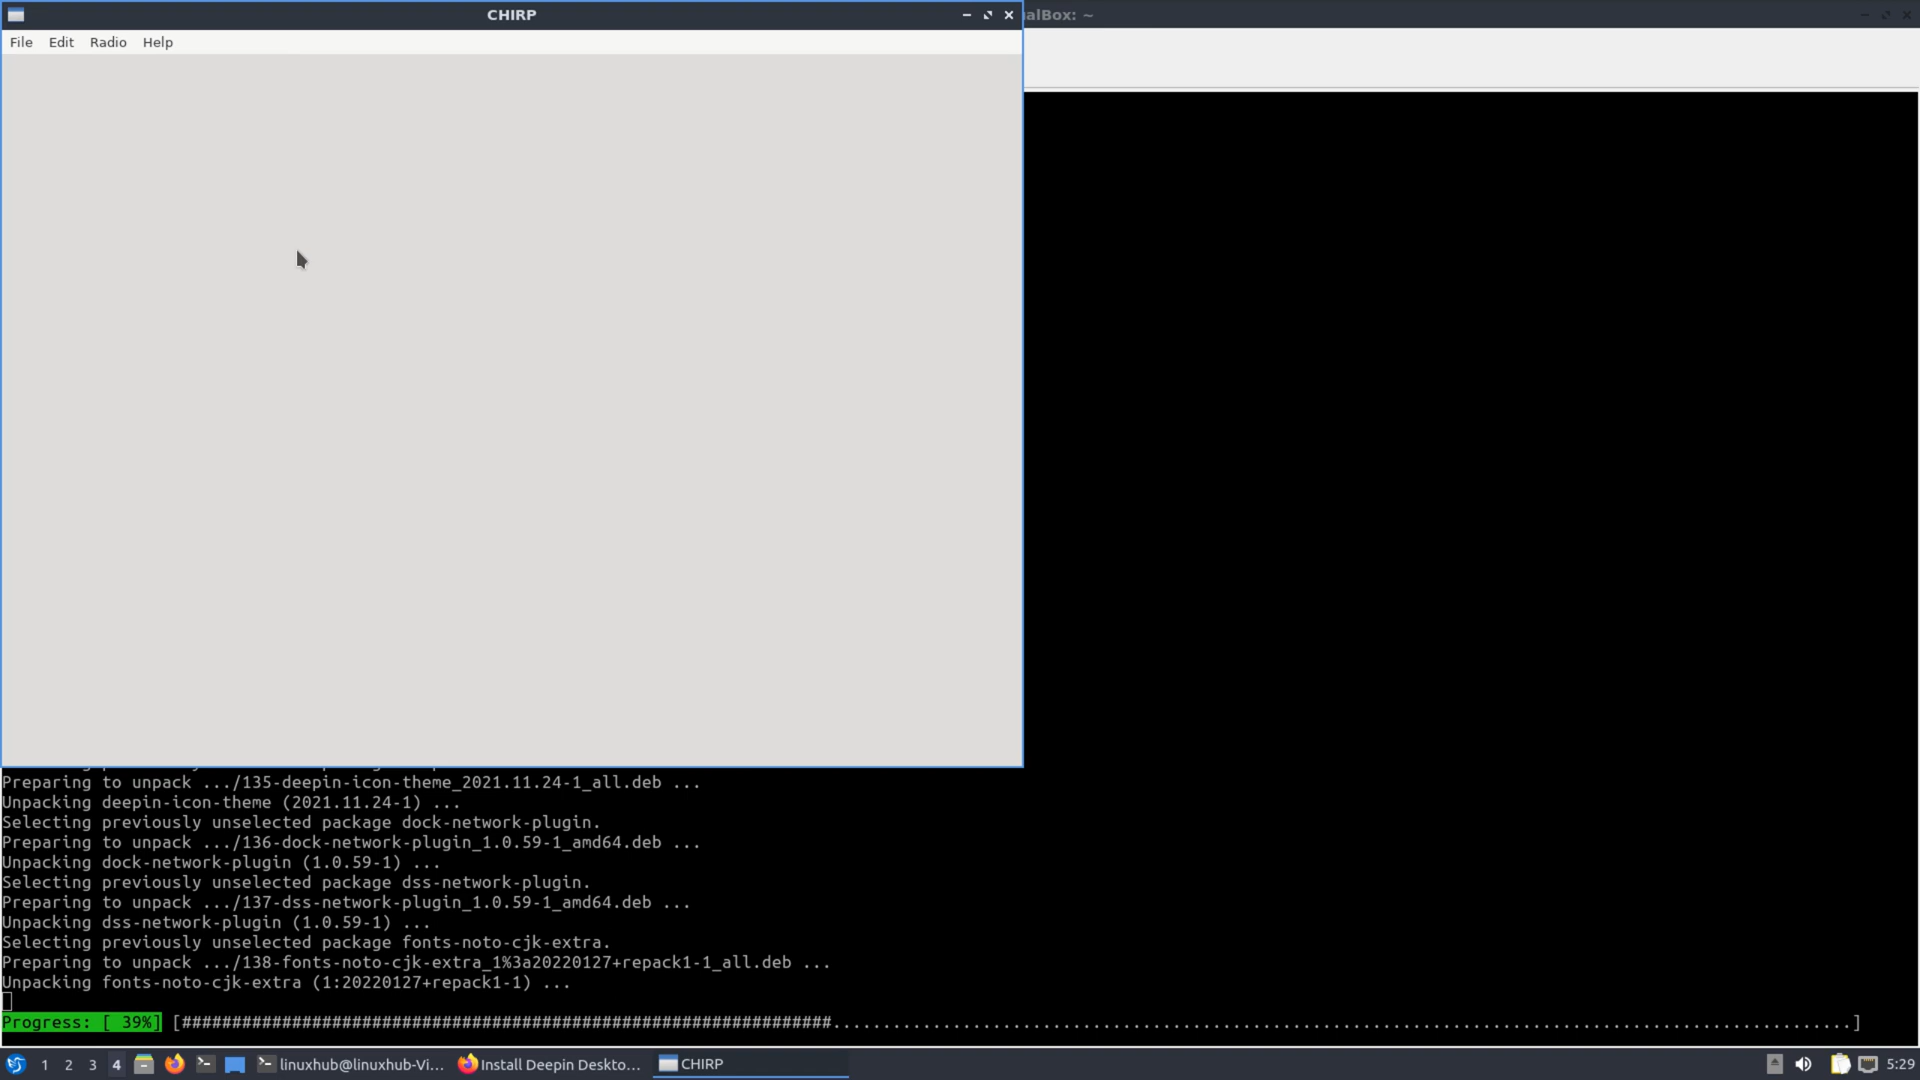 CHIRP
alBox: ~
File Edit Radio Help
Preparing to unpack .../135-deepin-icon-theme_2021.11.24-1_all.deb ...
Unpacking deepin-icon-theme (2021.11.24-1) ...
Selecting previously unselected package dock-network-plugin.
Preparing to unpack .../136-dock-network-plugin_1.0.59-1_amd64.deb ...
Unpacking dock-network-plugin (1.0.59-1) ...
Selecting previously unselected package dss-network-plugin.
Preparing to unpack .../137-dss-network-plugin_1.0.59-1_amd64.deb ...
Unpacking dss-network-plugin (1.0.59-1) ...
Selecting previously unselected package fonts-noto-cjk-extra.
Preparing to unpack .../138-fonts-noto-cjk-extra_1%3a20220127+repack1-1_all.deb ...
Unpacking fonts-noto-cjk-extra (1:20220127+repack1-1) ...
Progress: [ 39%] [#################################################################......................................................................................................]
1 2 3 4 linuxhub@linuxhub-Vi... Install Deepin Deskto... CHIRP 5:29